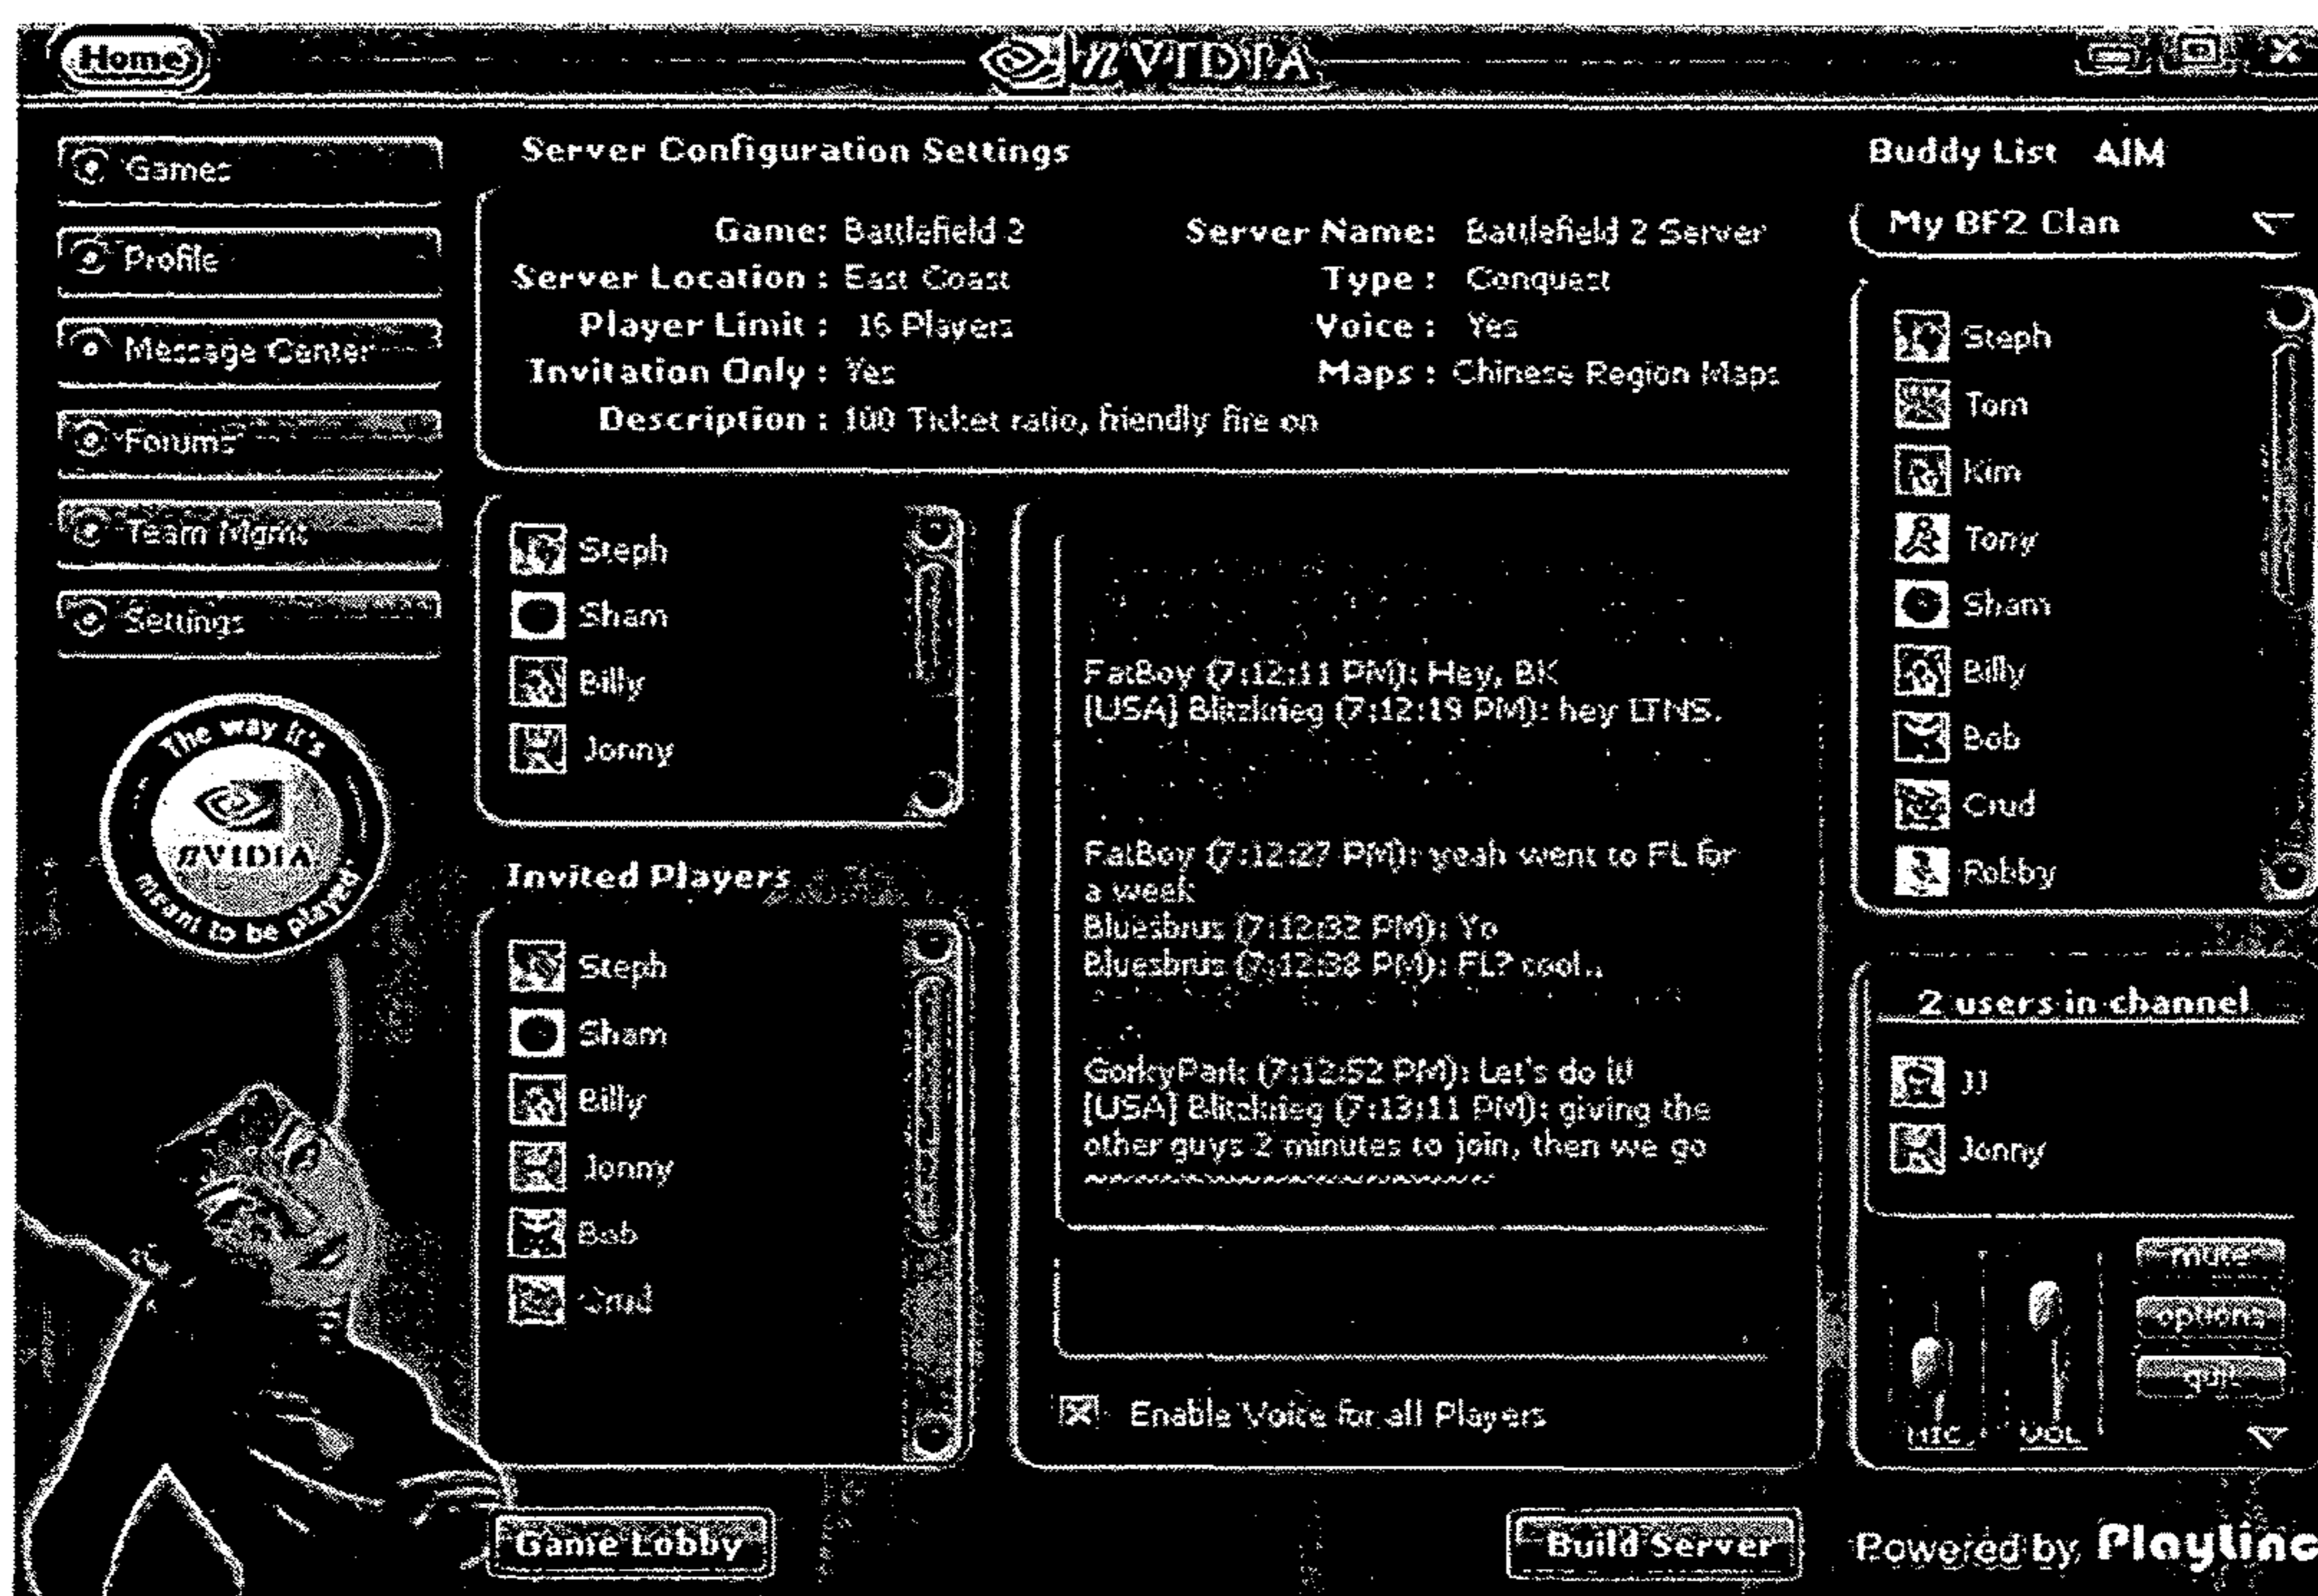 Home
nVIDIA
Games
Profile
Message Center
Forums
Team Mgmt
Settings
The way it's
nVIDIA
meant to be played
Server Configuration Settings
Game: Battlefield 2
Server Name: Battlefield 2 Server
Server Location : East Coast
Type : Conquest
Player Limit : 16 Players
Voice : Yes
Invitation Only : Yes
Maps : Chinese Region Maps
Description : 100 Ticket ratio, friendly fire on
Steph
Sham
Billy
Jonny
Invited Players
Steph
Sham
Billy
Jonny
Bob
Crud
FatBoy (7:12:11 PM): Hey, BK
[USA] Blitzkrieg (7:12:19 PM): hey LTNS.
FatBoy (7:12:27 PM): yeah went to FL for
a week
Bluesbrus (7:12:32 PM): Yo
Bluesbrus (7:12:38 PM): FL? cool..
GorkyPark (7:12:52 PM): Let's do it!
[USA] Blitzkrieg (7:13:11 PM): giving the
other guys 2 minutes to join, then we go
Enable Voice for all Players
Buddy List AIM
My BF2 Clan
Steph
Tom
Kim
Tony
Sham
Billy
Bob
Crud
Robby
2 users in channel
JJ
Jonny
mute
options
quit
MIC
VOL
Game Lobby
Build Server
Powered by Playlinc